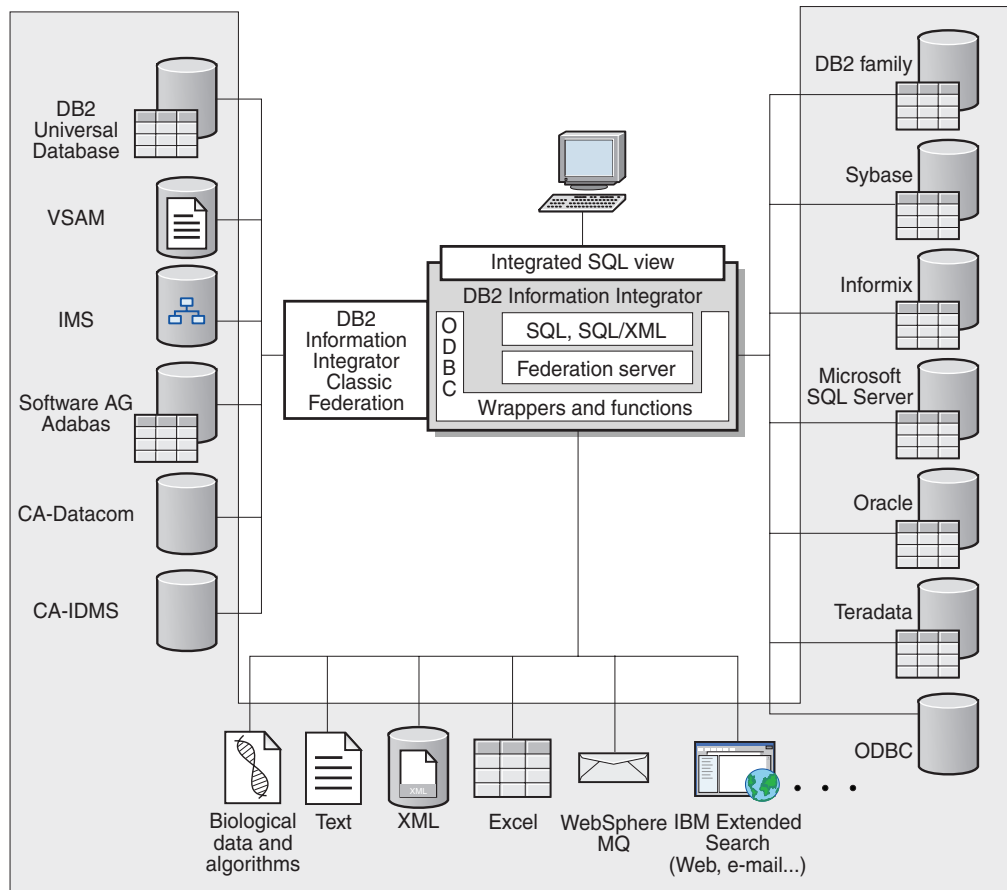 DB2
Universal
Database
VSAM
IMS
Software AG
Adabas
CA-Datacom
CA-IDMS
Integrated SQL view
DB2 Information Integrator
DB2
Information
Integrator
Classic
Federation
O
D
B
C
SQL, SQL/XML
Federation server
Wrappers and functions
DB2 family
Sybase
Informix
Microsoft
SQL Server
Oracle
Teradata
ODBC
Biological
data and
algorithms
Text
XML
XML
Excel
WebSphere
MQ
IBM Extended
Search
(Web, e-mail...)
. . .